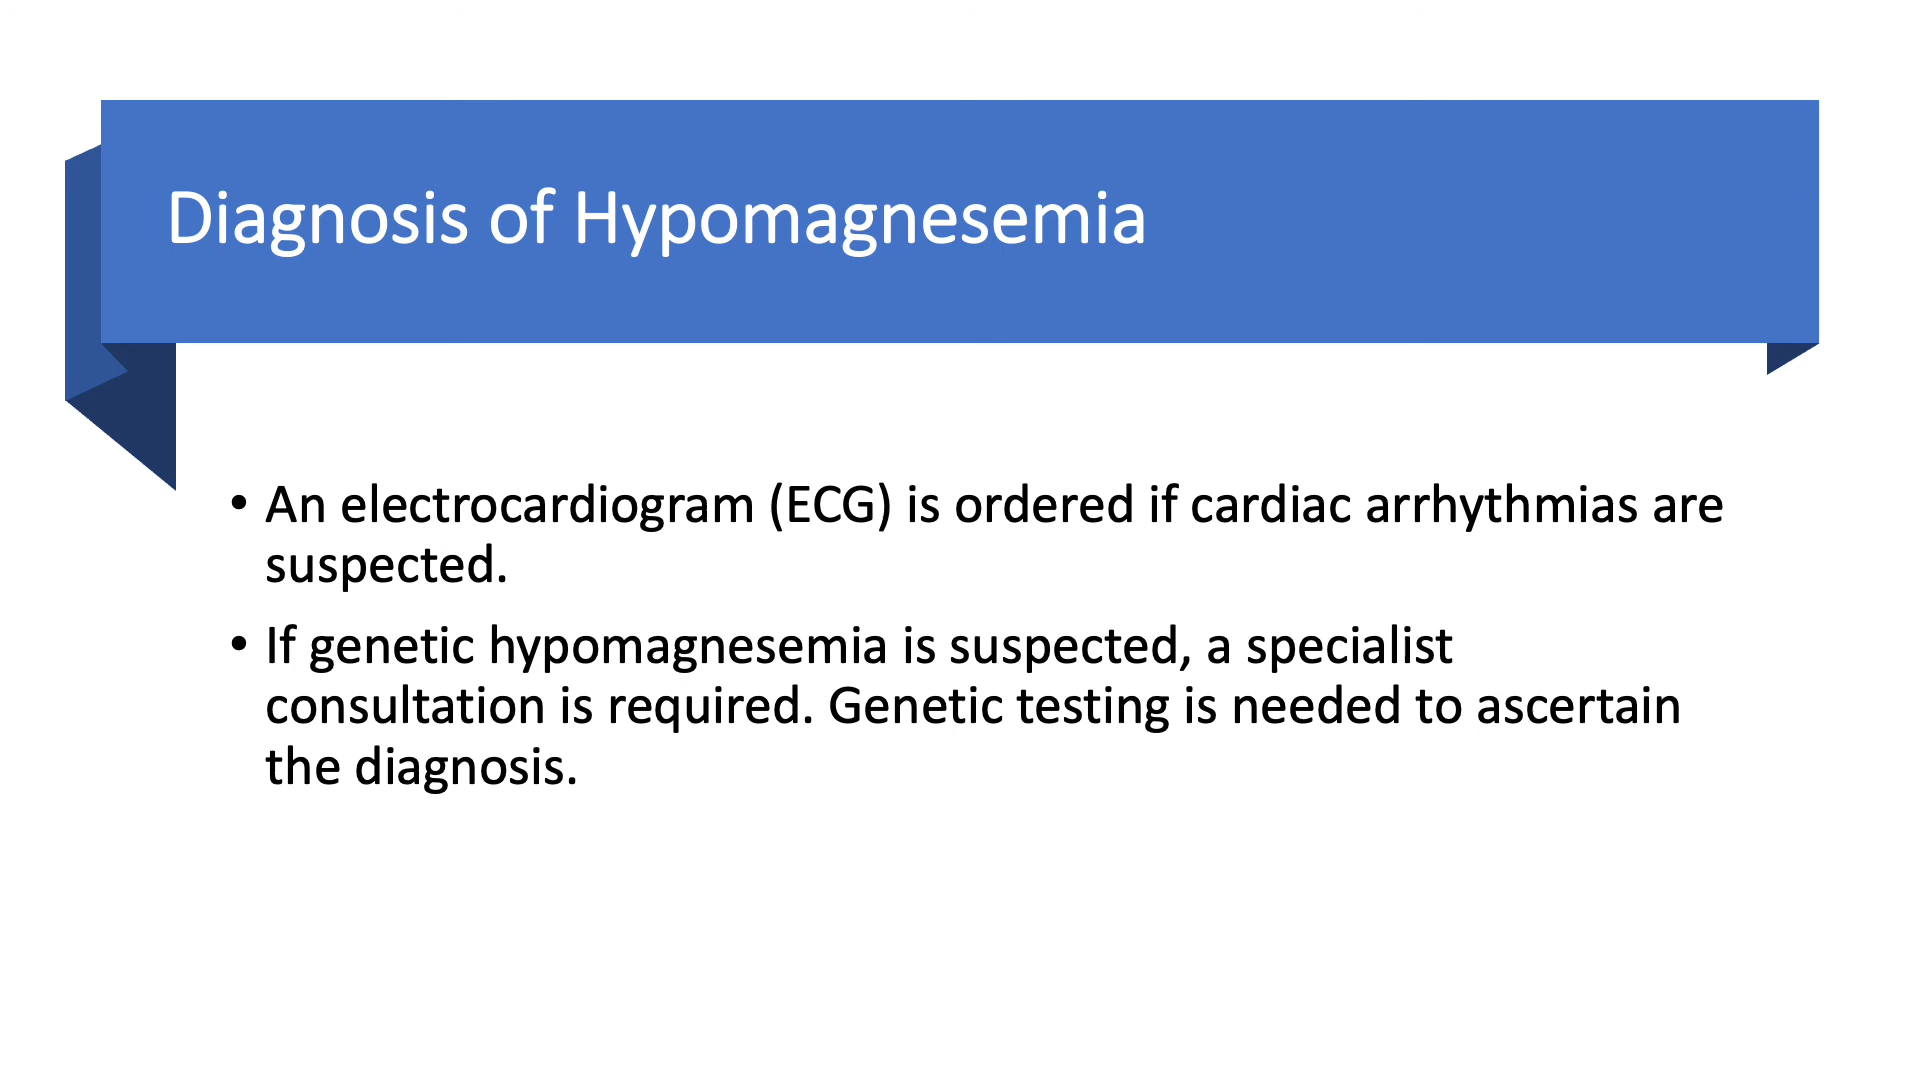 Diagnosis of Hypomagnesemia
• An electrocardiogram (ECG) is ordered if cardiac arrhythmias are
suspected.
• If genetic hypomagnesemia is suspected, a specialist
consultation is required. Genetic testing is needed to ascertain
the diagnosis.